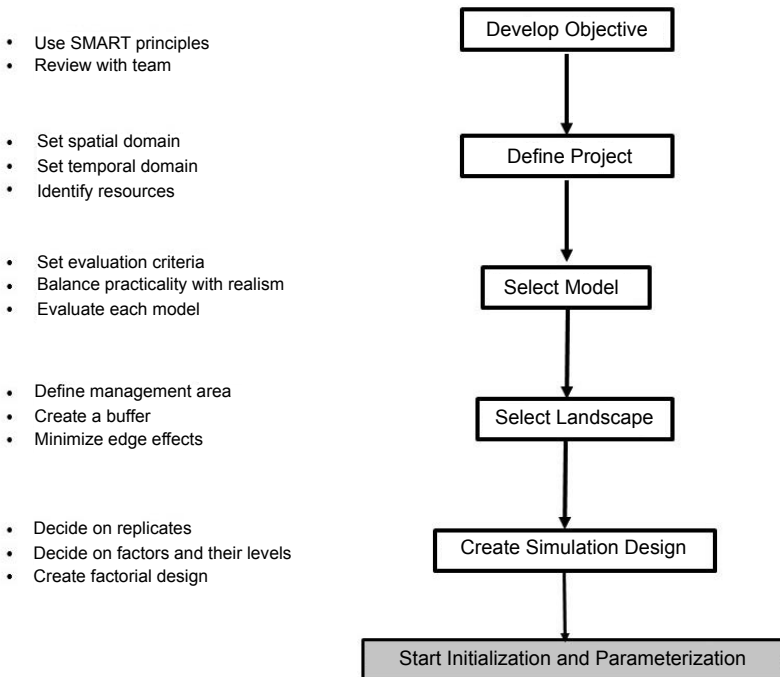 Develop Objective
• Use SMART principles
• Review with team
Define Project
• Set spatial domain
• Set temporal domain
• Identify resources
Select Model
• Set evaluation criteria
• Balance practicality with realism
• Evaluate each model
Select Landscape
• Define management area
• Create a buffer
• Minimize edge effects
Create Simulation Design
• Decide on replicates
• Decide on factors and their levels
• Create factorial design
Start Initialization and Parameterization